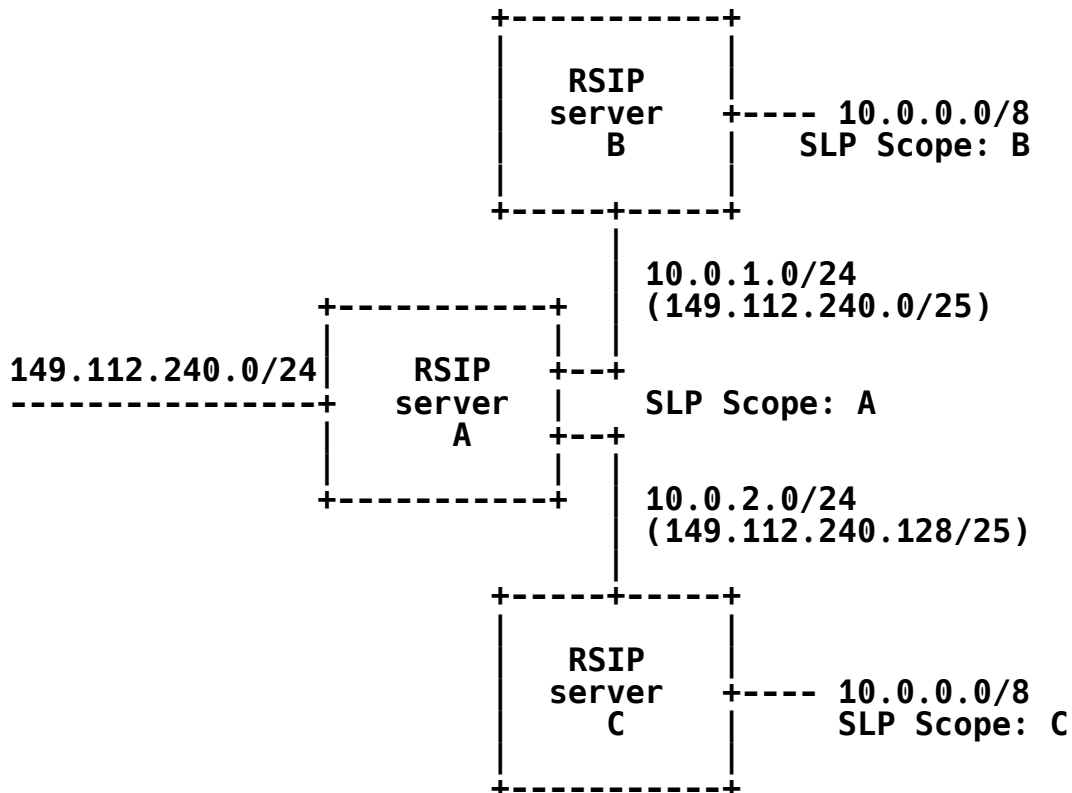 RSIP
server
B
10.0.0.0/8
SLP Scope: B
10.0.1.0/24
(149.112.240.0/25)
149.112.240.0/24
RSIP
server
A
SLP Scope: A
10.0.2.0/24
(149.112.240.128/25)
RSIP
server
C
10.0.0.0/8
SLP Scope: C